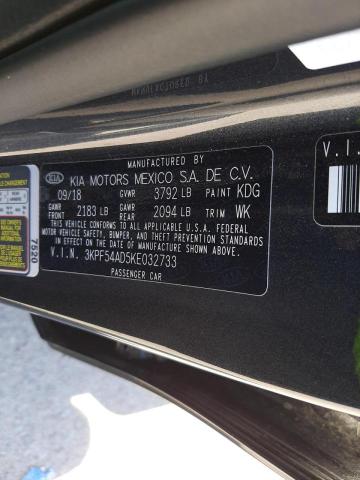 MANUFACTURED BY
KIA KIA MOTORS MEXICO S.A. DE C.V.
09/18 GVWR 3792 LB PAINT KDG
GAWR FRONT 2183 LB GAWR REAR 2094 LB TRIM WK
THIS VEHICLE CONFORMS TO ALL APPLICABLE U.S.A. FEDERAL
MOTOR VEHICLE SAFETY, BUMPER, AND THEFT PREVENTION STANDARDS
IN EFFECT ON THE DATE OF MANUFACTURE SHOWN ABOVE.
V.I.N. 3KPF54AD5KE032733
PASSENGER CAR
7520
V.I.